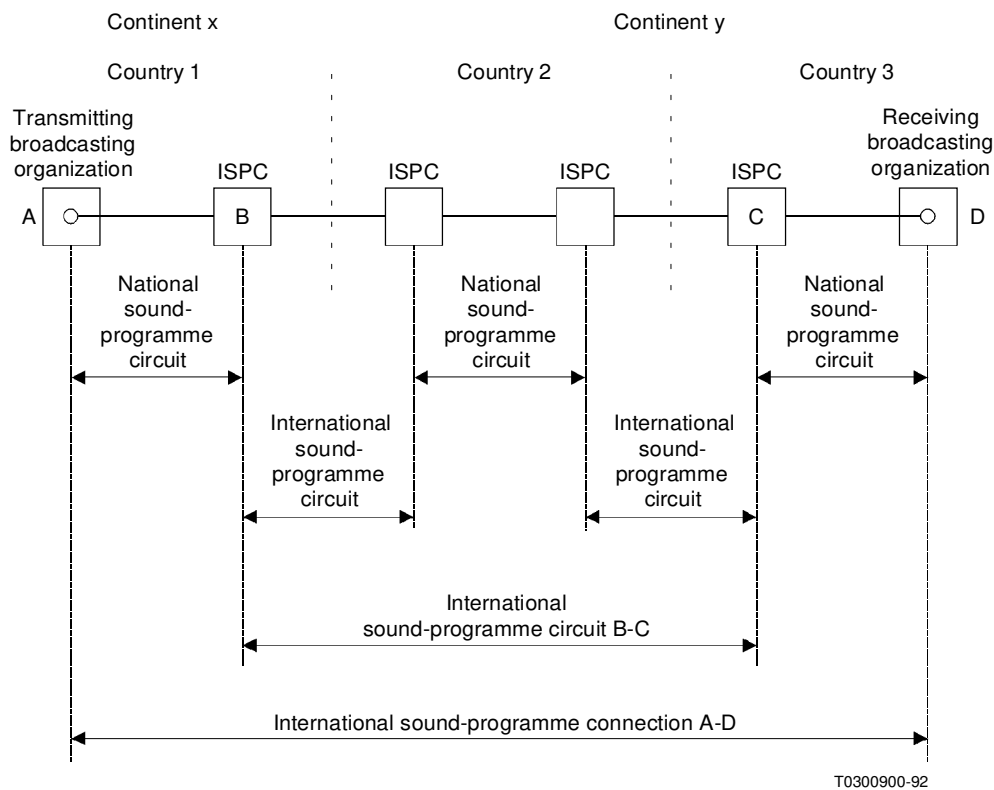 Continent x
Continent y
Country 1
Country 2
Country 3
Transmitting
broadcasting
organization
Receiving
broadcasting
organization
ISPC
ISPC
ISPC
ISPC
A
B
C
D
National
sound-
programme
circuit
National
sound-
programme
circuit
National
sound-
programme
circuit
International
sound-
programme
circuit
International
sound-
programme
circuit
International
sound-programme circuit B-C
International sound-programme connection A-D
T0300900-92